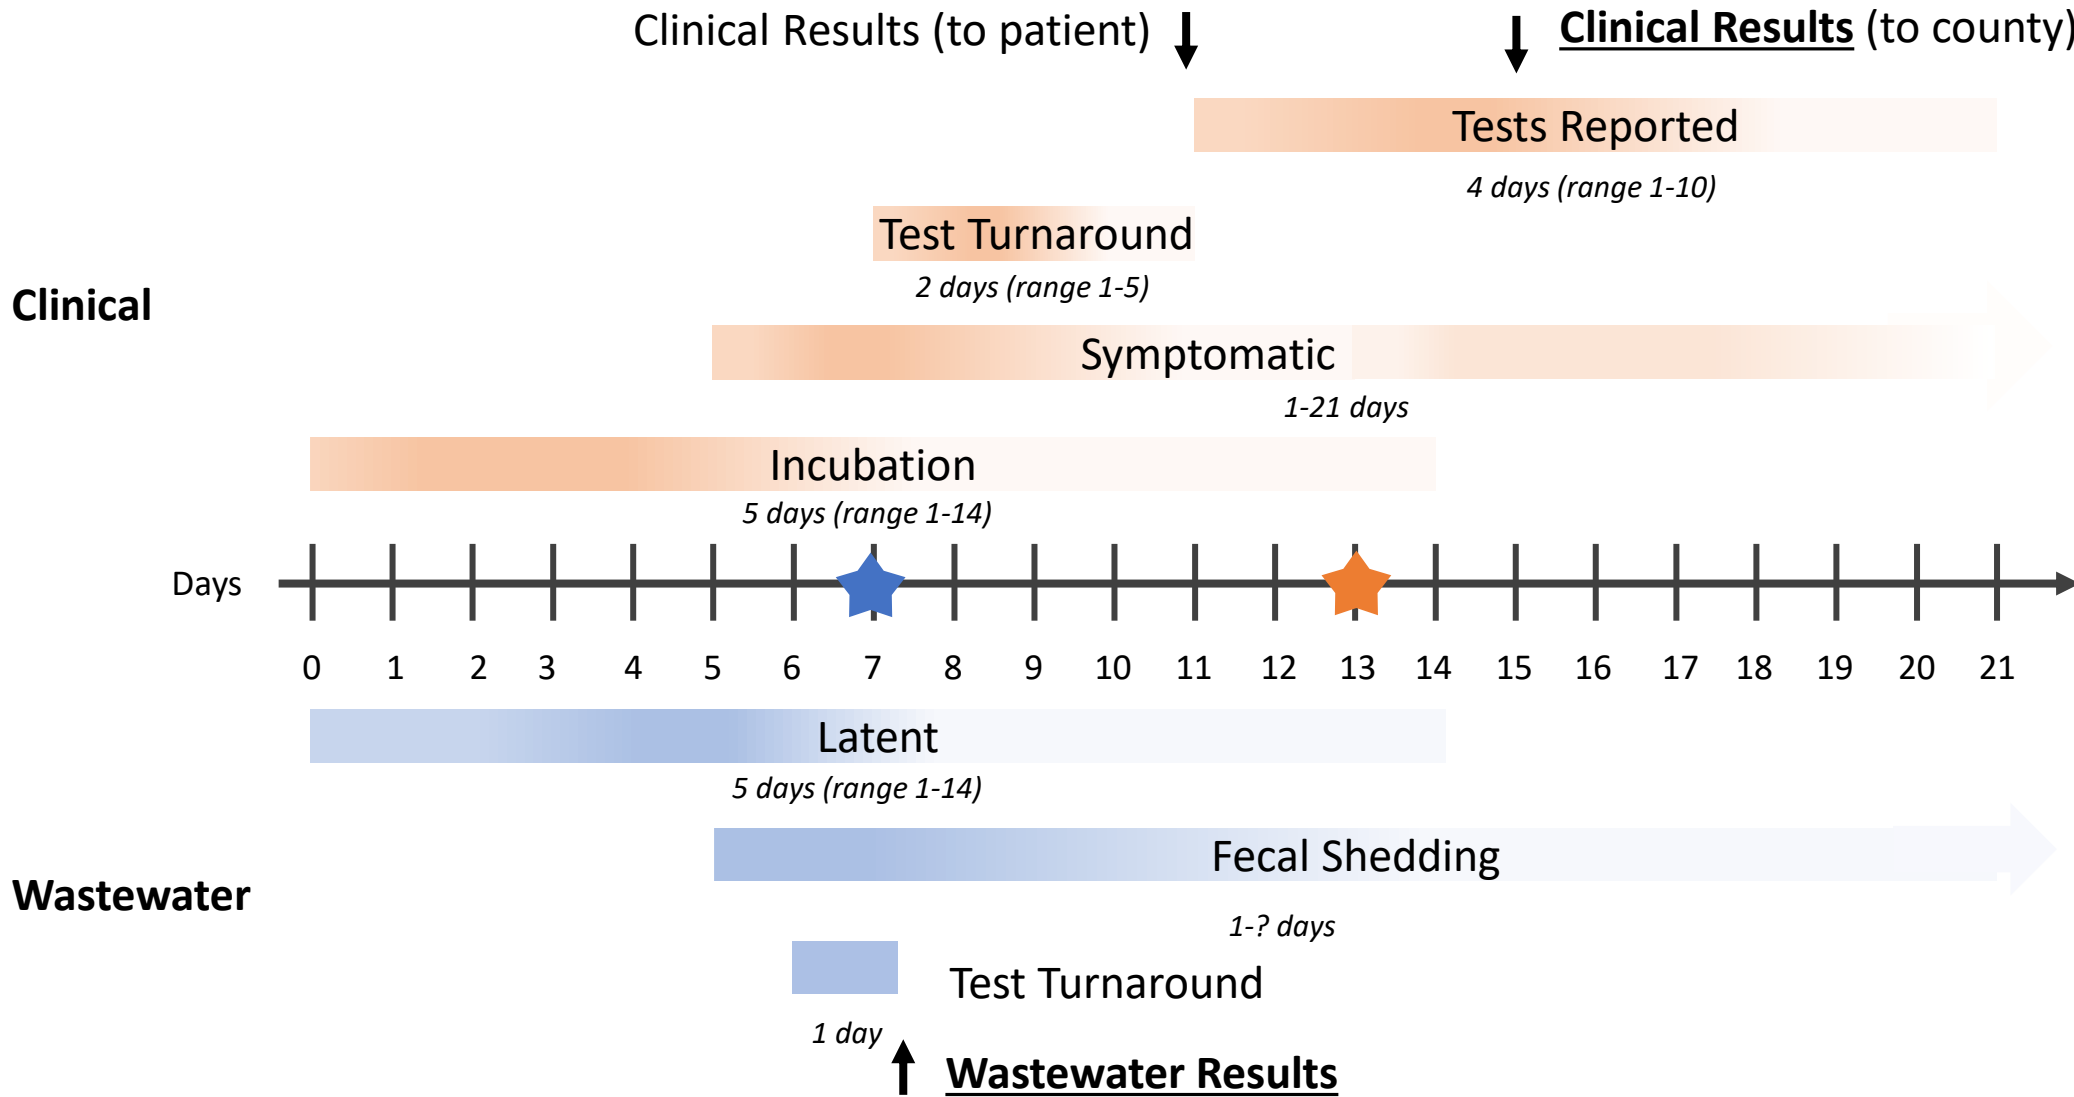 Clinical Results (to patient)
Clinical Results (to county)
Tests Reported
4 days (range 1-10)
Test Turnaround
2 days (range 1-5)
Clinical
Symptomatic
1-21 days
Incubation
5 days (range 1-14)
Days
0 1 2 3 4 5 6 7 8 9 10 11 12 13 14 15 16 17 18 19 20 21
Latent
5 days (range 1-14)
Fecal Shedding
Wastewater
1-? days
Test Turnaround
1 day
Wastewater Results